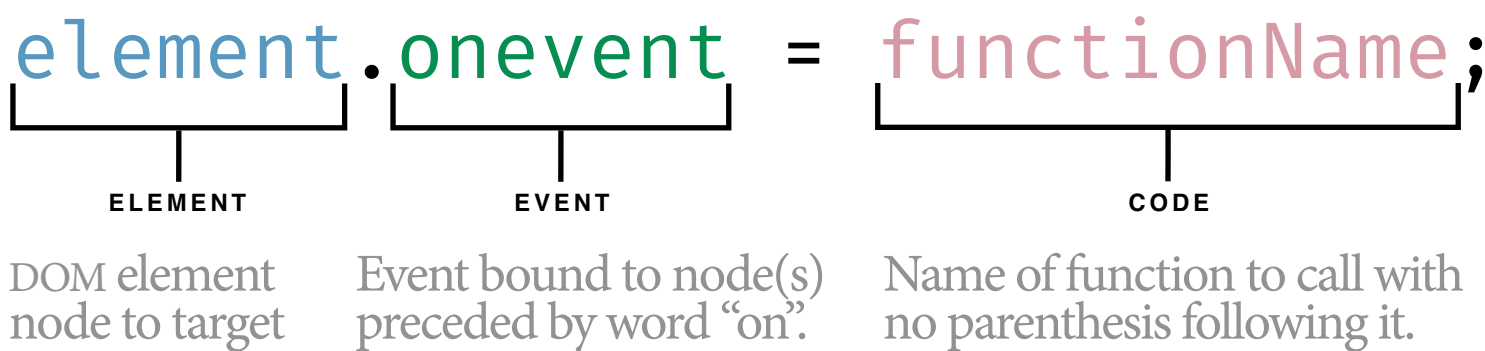 element.onevent = functionName;
ELEMENT EVENT CODE
DOM element
node to target
Event bound to node(s)
preceded by word “on”.
Name of function to call with
no parenthesis following it.